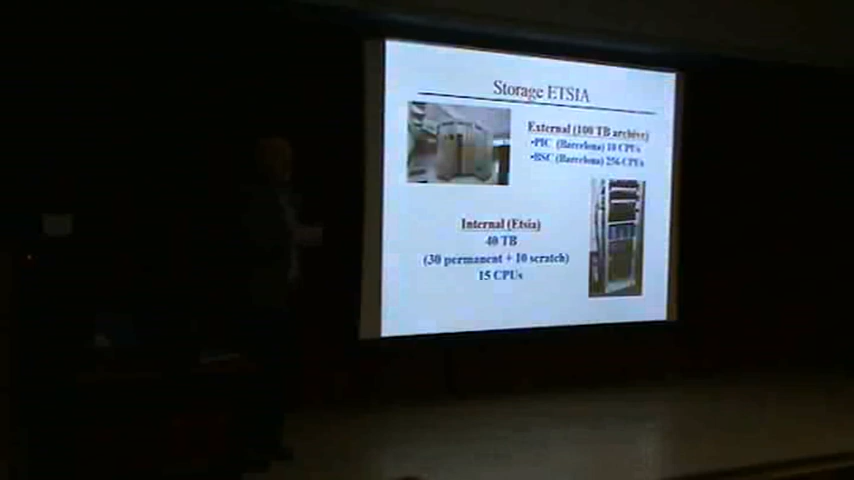 Storage ETSIA
External (100 TB archive)
•PIC (Barcelona) 10 CPUs
•BSC (Barcelona) 256 CPUs
Internal (Etsia)
40 TB
(30 permanent + 10 scratch)
15 CPUs